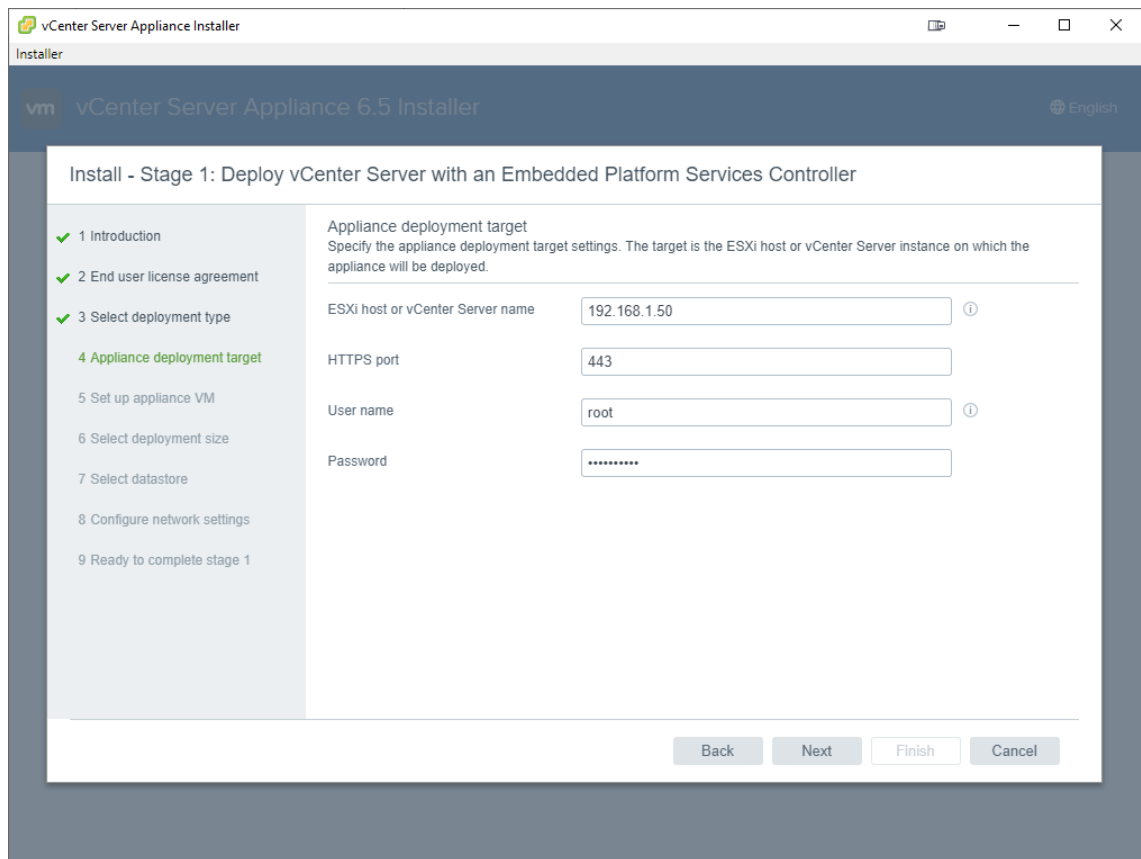 vCenter Server Appliance Installer
Installer
vm vCenter Server Appliance 6.5 Installer
English
Install - Stage 1: Deploy vCenter Server with an Embedded Platform Services Controller
1 Introduction
2 End user license agreement
3 Select deployment type
4 Appliance deployment target
5 Set up appliance VM
6 Select deployment size
7 Select datastore
8 Configure network settings
9 Ready to complete stage 1
Appliance deployment target
Specify the appliance deployment target settings. The target is the ESXi host or vCenter Server instance on which the
appliance will be deployed.
ESXi host or vCenter Server name 192.168.1.50
HTTPS port 443
User name root
Password ••••••••••
Back Next Finish Cancel